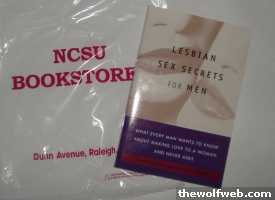 NCSU
BOOKSTORE
Dunn Avenue, Raleigh,
LESBIAN
SEX SECRETS
FOR MEN
WHAT EVERY MAN WANTS TO KNOW
ABOUT MAKING LOVE TO A WOMAN
AND NEVER ASKS
www.thewolfweb.com